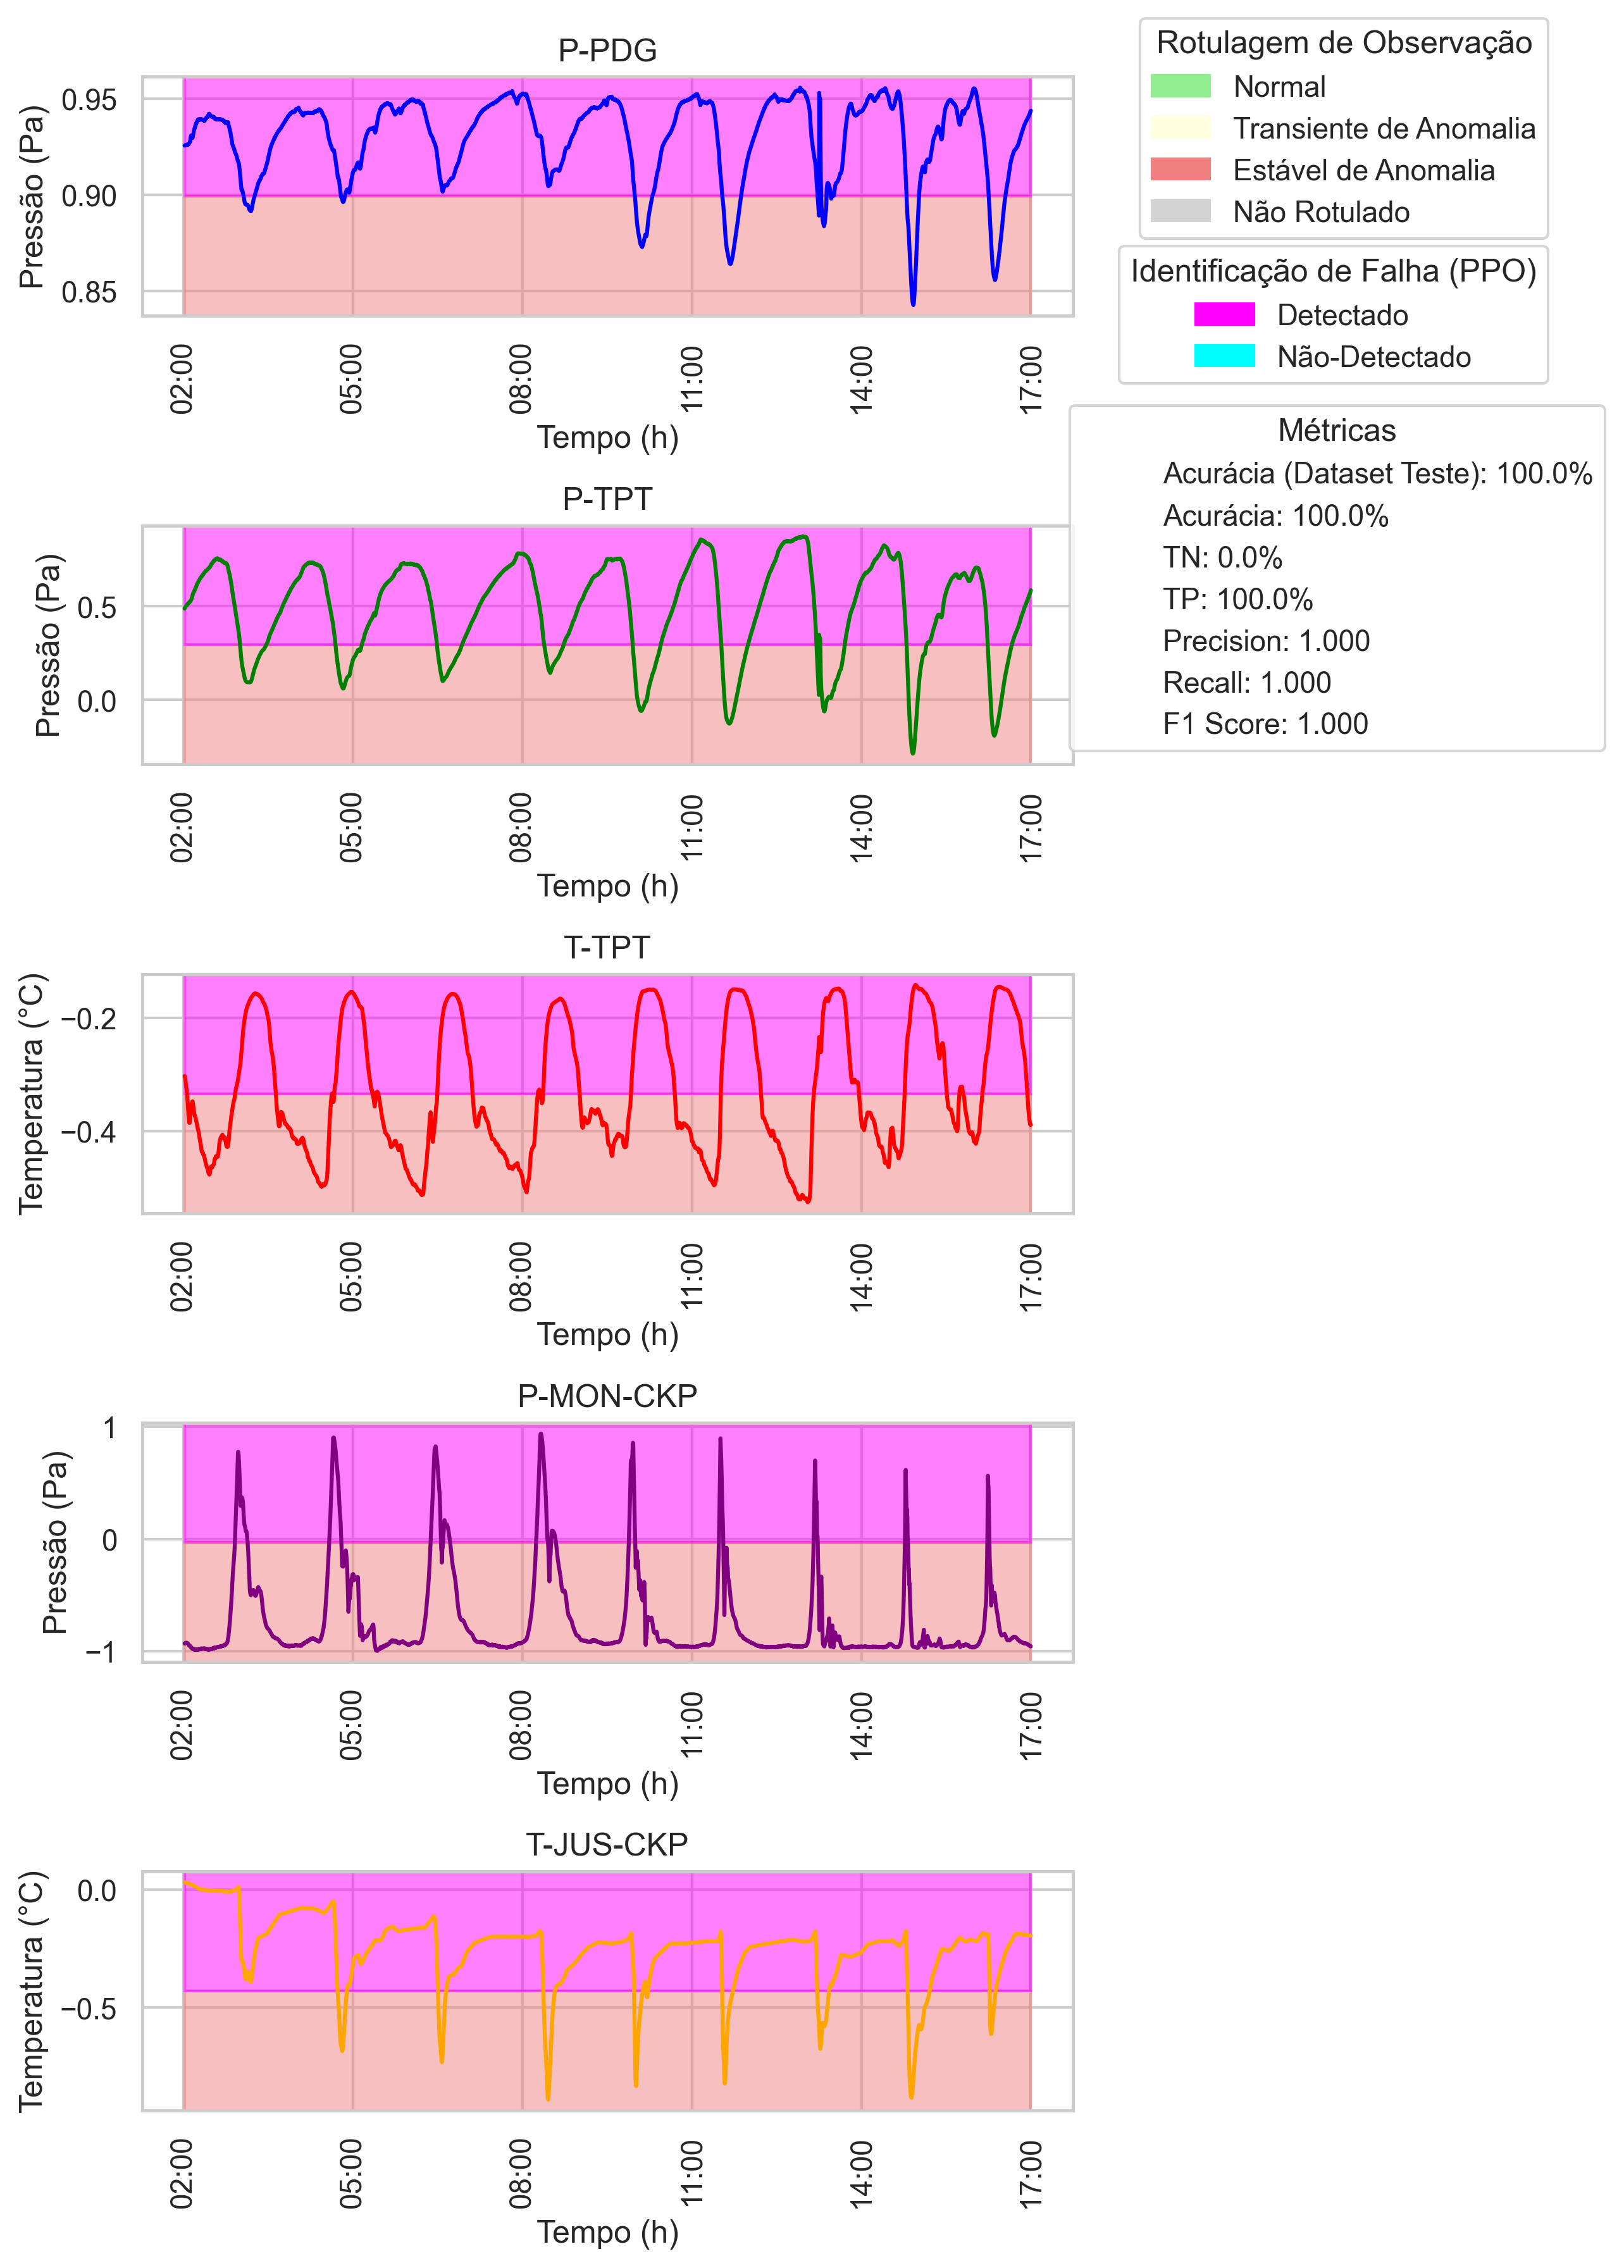 P-PDG
0.95
0.90
0.85
Pressão (Pa)
02:00
05:00
08:00
11:00
14:00
17:00
Tempo (h)
Rotulagem de Observação
Normal
Transiente de Anomalia
Estável de Anomalia
Não Rotulado
Identificação de Falha (PPO)
Detectado
Não-Detectado
Métricas
Acurácia (Dataset Teste): 100.0%
Acurácia: 100.0%
TN: 0.0%
TP: 100.0%
Precision: 1.000
Recall: 1.000
F1 Score: 1.000
P-TPT
0.5
0.0
Pressão (Pa)
02:00
05:00
08:00
11:00
14:00
17:00
Tempo (h)
T-TPT
−0.2
−0.4
Temperatura (°C)
02:00
05:00
08:00
11:00
14:00
17:00
Tempo (h)
P-MON-CKP
1
0
−1
Pressão (Pa)
02:00
05:00
08:00
11:00
14:00
17:00
Tempo (h)
T-JUS-CKP
0.0
−0.5
Temperatura (°C)
02:00
05:00
08:00
11:00
14:00
17:00
Tempo (h)